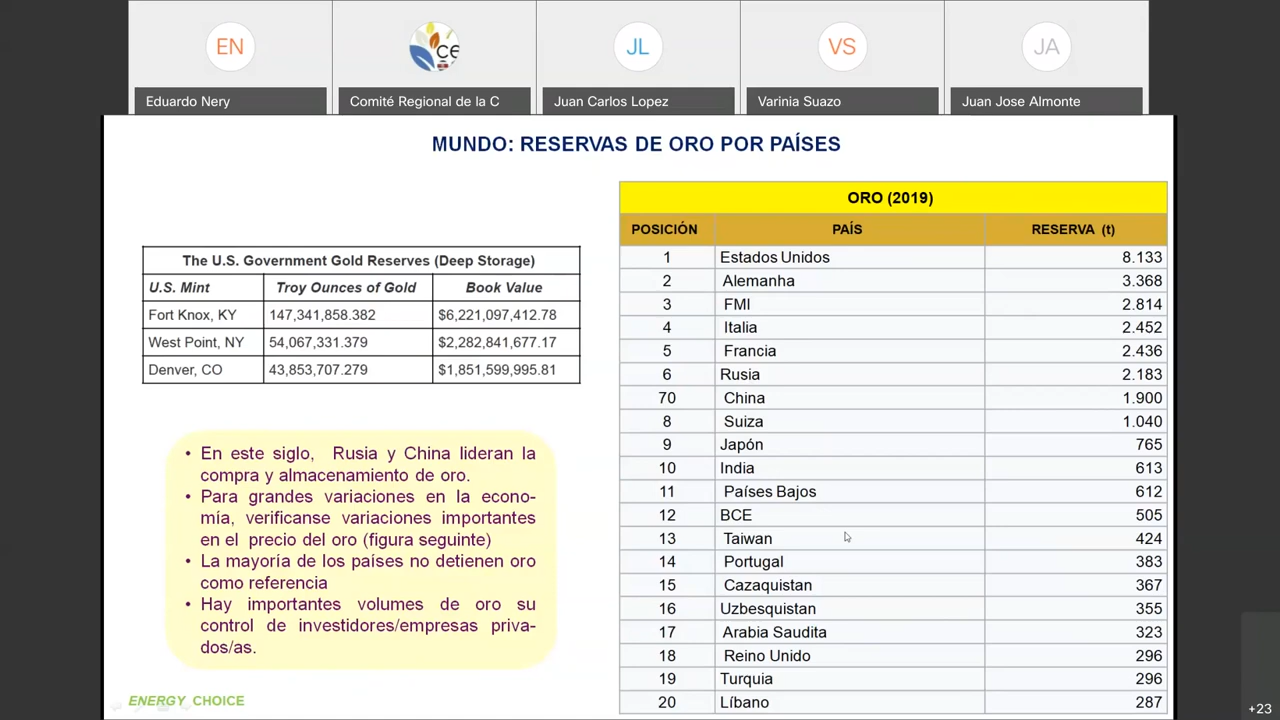 EN
CE
JL
VS
JA
Eduardo Nery
Comité Regional de la C
Juan Carlos Lopez
Varinia Suazo
Juan Jose Almonte
MUNDO: RESERVAS DE ORO POR PAÍSES
The U.S. Government Gold Reserves (Deep Storage)
U.S. Mint Troy Ounces of Gold Book Value
Fort Knox, KY 147,341,858.382 $6,221,097,412.78
West Point, NY 54,067,331.379 $2,282,841,677.17
Denver, CO 43,853,707.279 $1,851,599,995.81
• En este siglo, Rusia y China lideran la
compra y almacenamiento de oro.
• Para grandes variaciones en la econo-
mía, verificanse variaciones importantes
en el precio del oro (figura seguinte)
• La mayoría de los países no detienen oro
como referencia
• Hay importantes volumes de oro su
control de investidores/empresas priva-
dos/as.
ENERGY CHOICE
ORO (2019)
POSICIÓN PAÍS RESERVA (t)
1 Estados Unidos 8.133
2 Alemanha 3.368
3 FMI 2.814
4 Italia 2.452
5 Francia 2.436
6 Rusia 2.183
70 China 1.900
8 Suiza 1.040
9 Japón 765
10 India 613
11 Países Bajos 612
12 BCE 505
13 Taiwan 424
14 Portugal 383
15 Cazaquistan 367
16 Uzbesquistan 355
17 Arabia Saudita 323
18 Reino Unido 296
19 Turquia 296
20 Líbano 287
+23